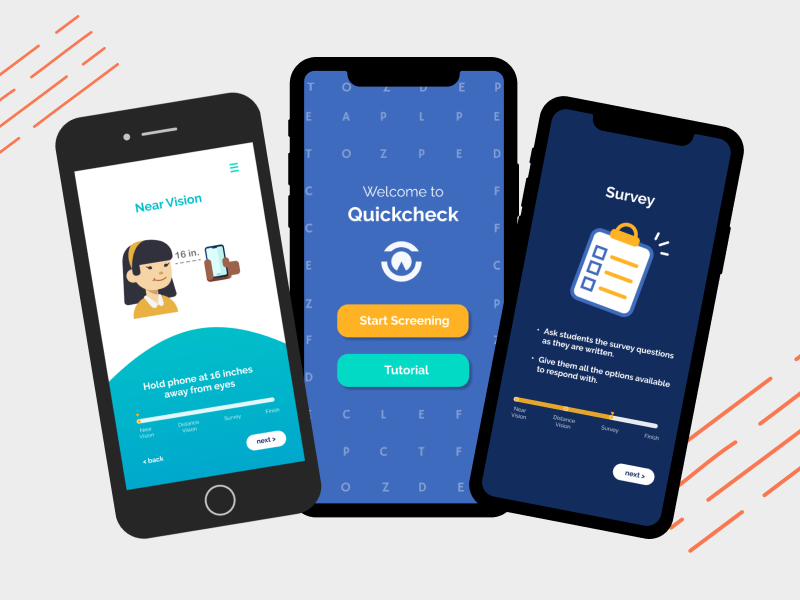 Near Vision
16 in.
Hold phone at 16 inches
away from eyes
Near
Vision
Distance
Vision
Survey
Finish
next >
< back
T O Z D E P
E A P L P E
T O Z P E D
C F
Welcome to
Quickcheck
E C
Z P
Start Screening
F
Tutorial
D
C L E F
P C T F
O Z D E
Survey
• Ask students the survey questions
as they are written.
• Give them all the options available
to respond with.
Near
Vision
Distance
Vision
Survey
Finish
next >